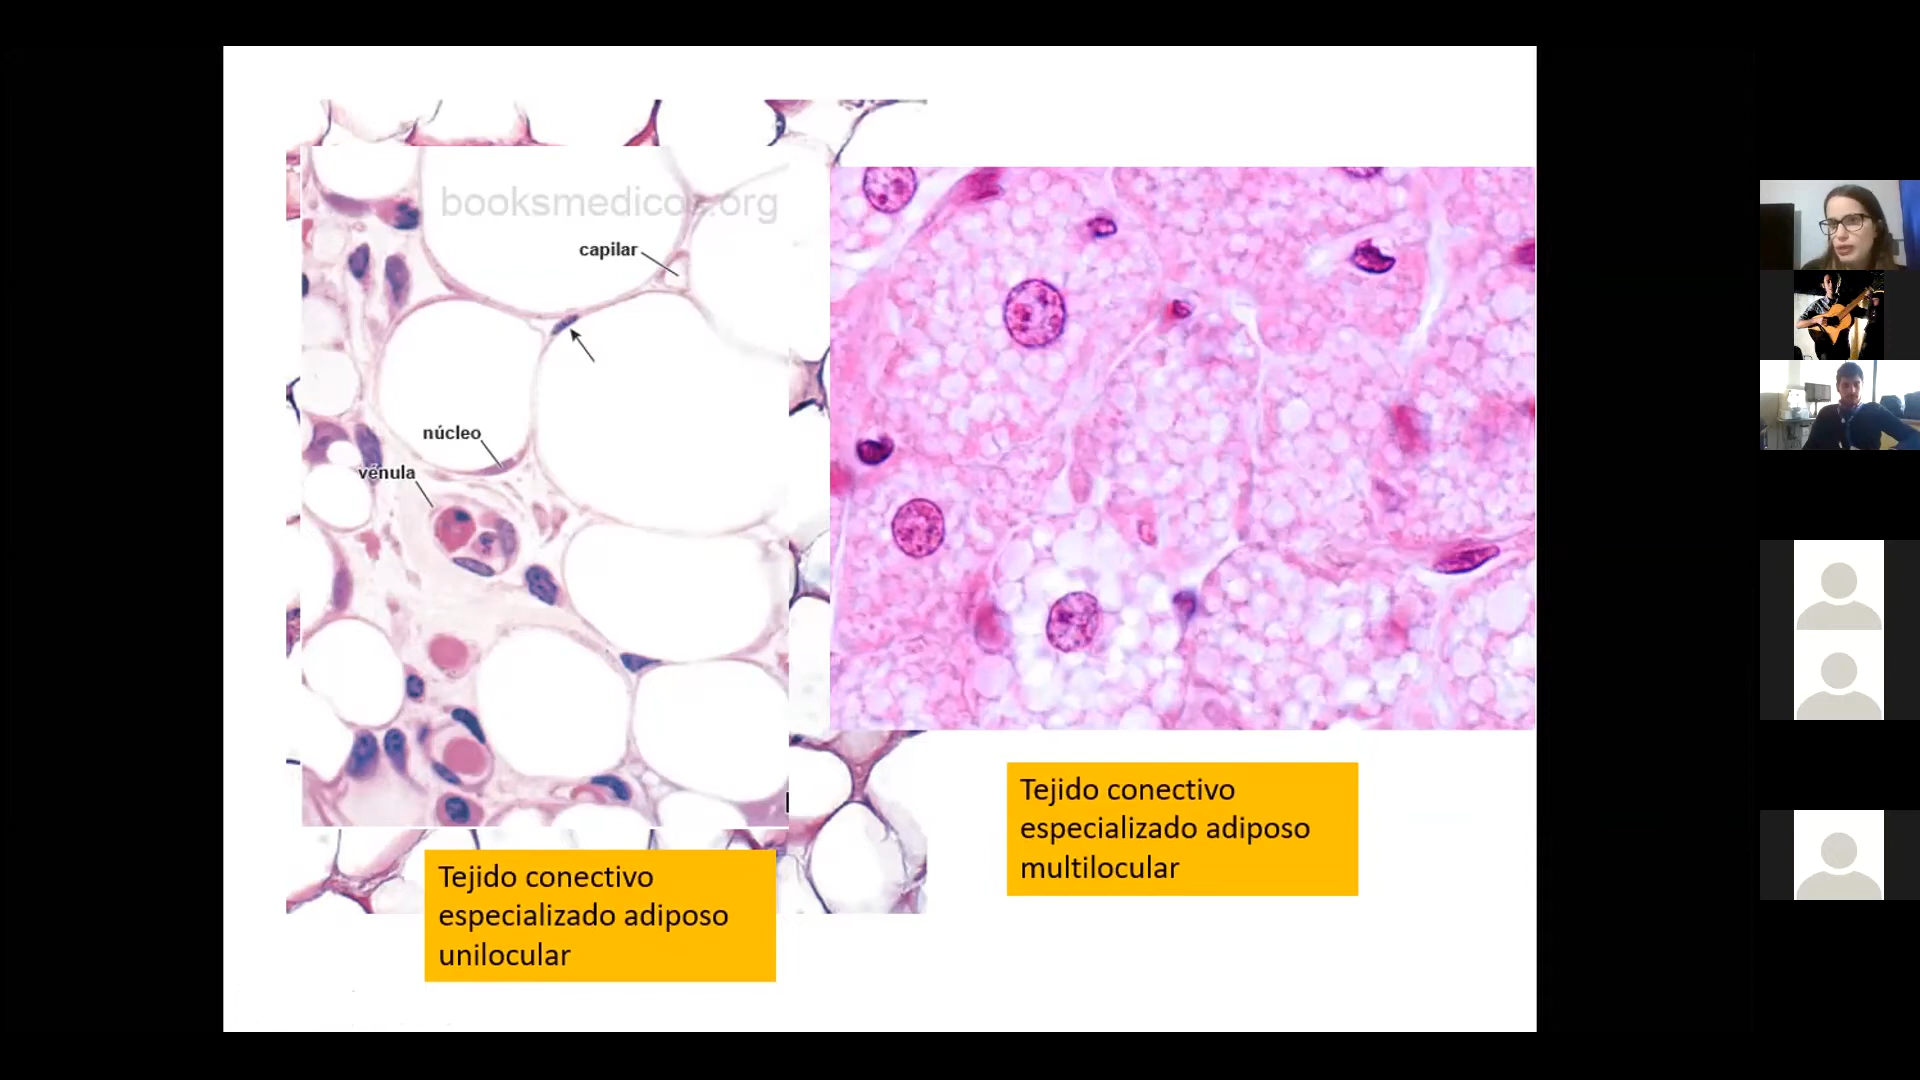 booksmedicos.org
capilar
núcleo
vénula
Tejido conectivo
especializado adiposo
unilocular
Tejido conectivo
especializado adiposo
multilocular